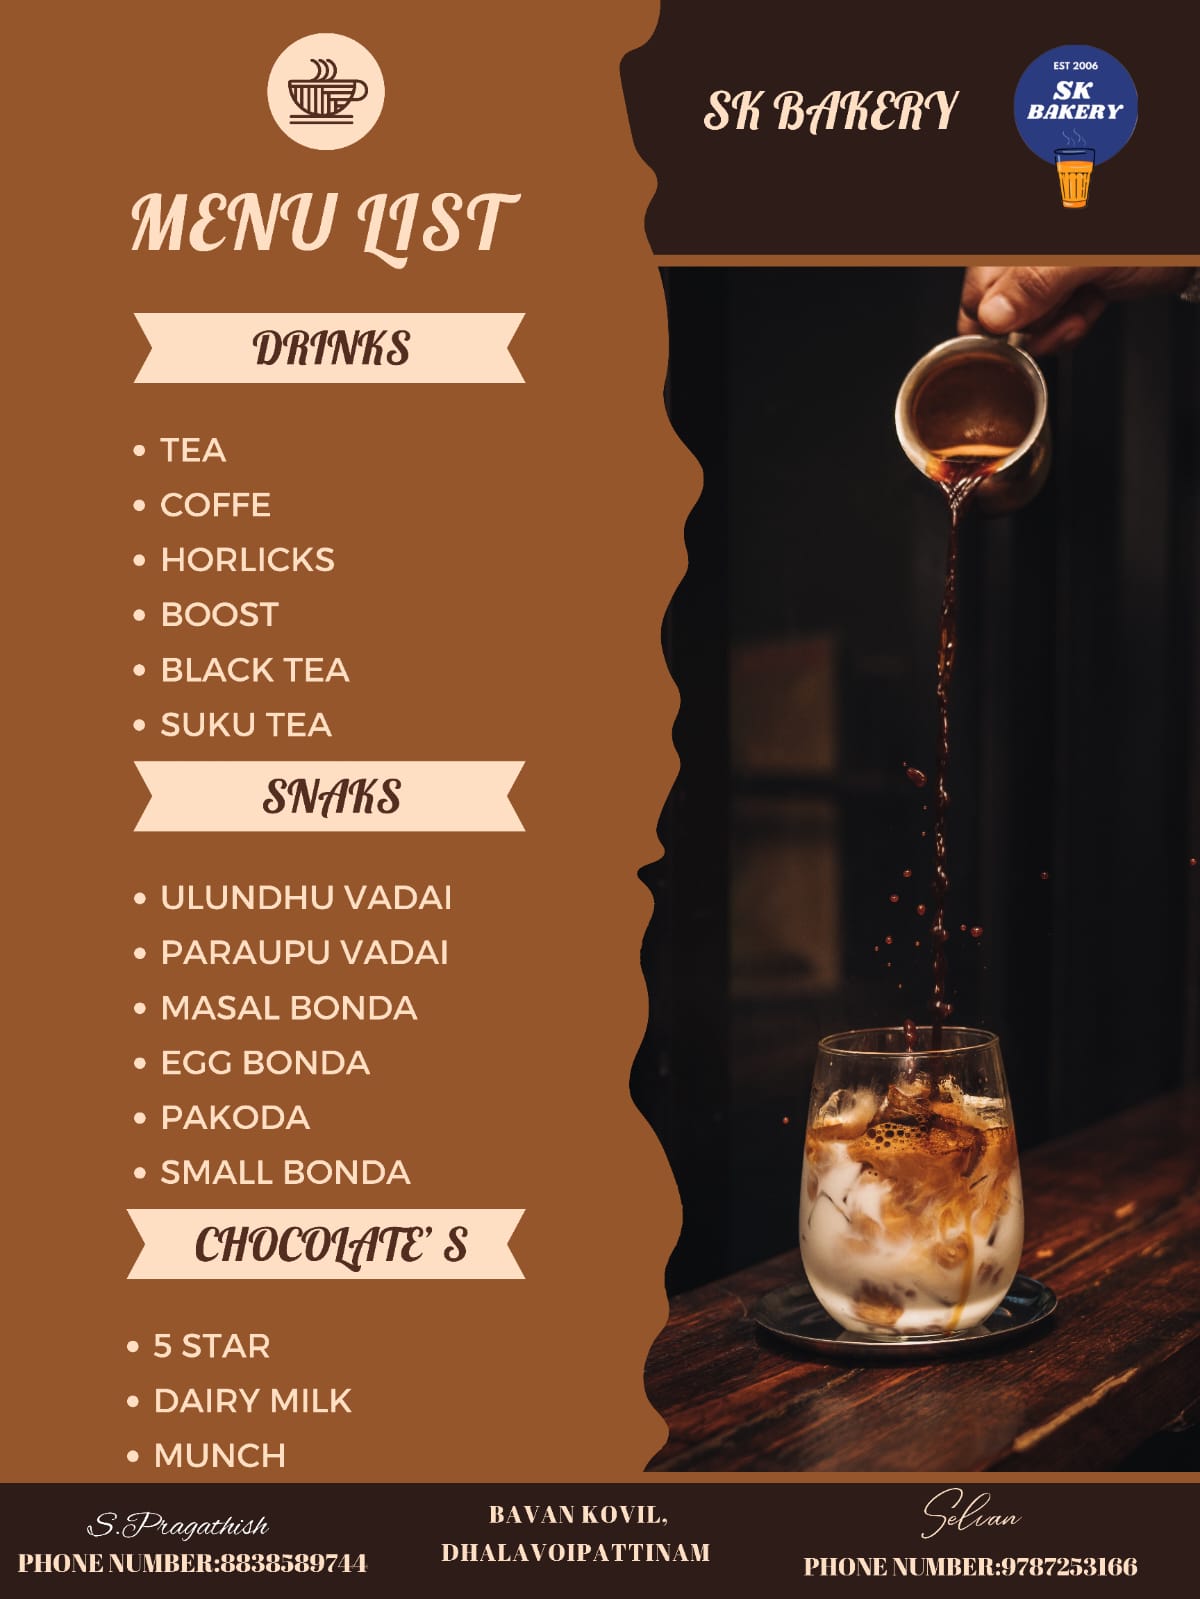 MENU LIST
DRINKS
TEA
COFFE
HORLICKS
BOOST
BLACK TEA
SUKU TEA
SNAKS
ULUNDHU VADAI
PARAUPU VADAI
MASAL BONDA
EGG BONDA
PAKODA
SMALL BONDA
CHOCOLATE' S
5 STAR
DAIRY MILK
MUNCH
SK BAKERY
EST 2006
SK
BAKERY
S.Pragathish
PHONE NUMBER:8838589744
BAVAN KOVIL,
DHALAVOIPATTINAM
Selvan
PHONE NUMBER:9787253166